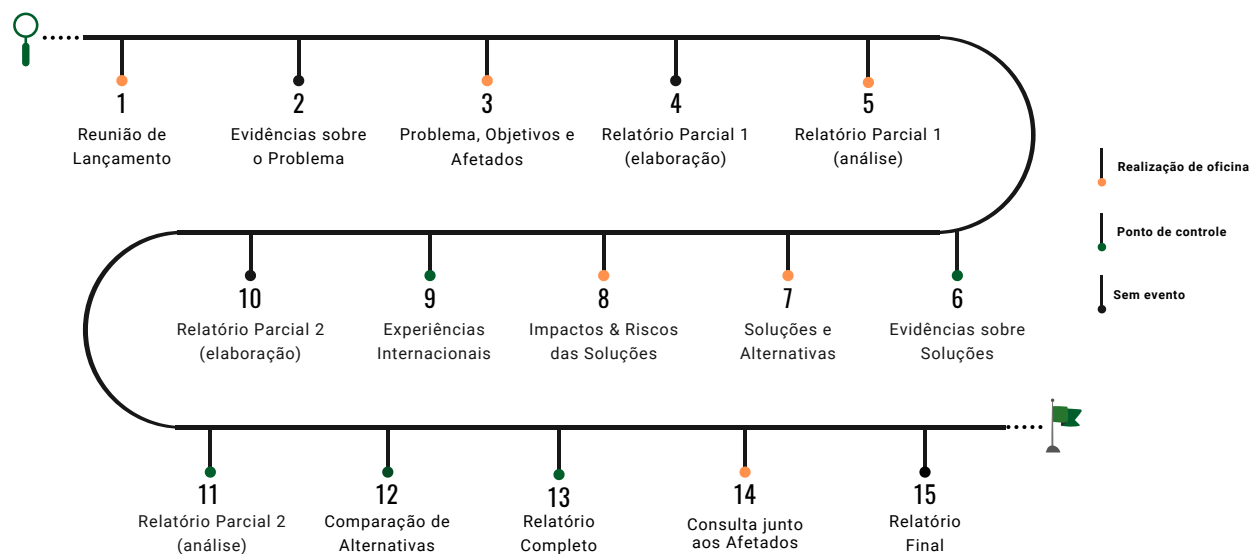 1
Reunião de
Lançamento
2
Evidências sobre
o Problema
3
Problema, Objetivos e
Afetados
4
Relatório Parcial 1
(elaboração)
5
Relatório Parcial 1
(análise)
Realização de oficina
Ponto de controle
Sem evento
10
Relatório Parcial 2
(elaboração)
9
Experiências
Internacionais
8
Impactos & Riscos
das Soluções
7
Soluções e
Alternativas
6
Evidências sobre
Soluções
11
Relatório Parcial 2
(análise)
12
Comparação de
Alternativas
13
Relatório
Completo
14
Consulta junto
aos Afetados
15
Relatório
Final